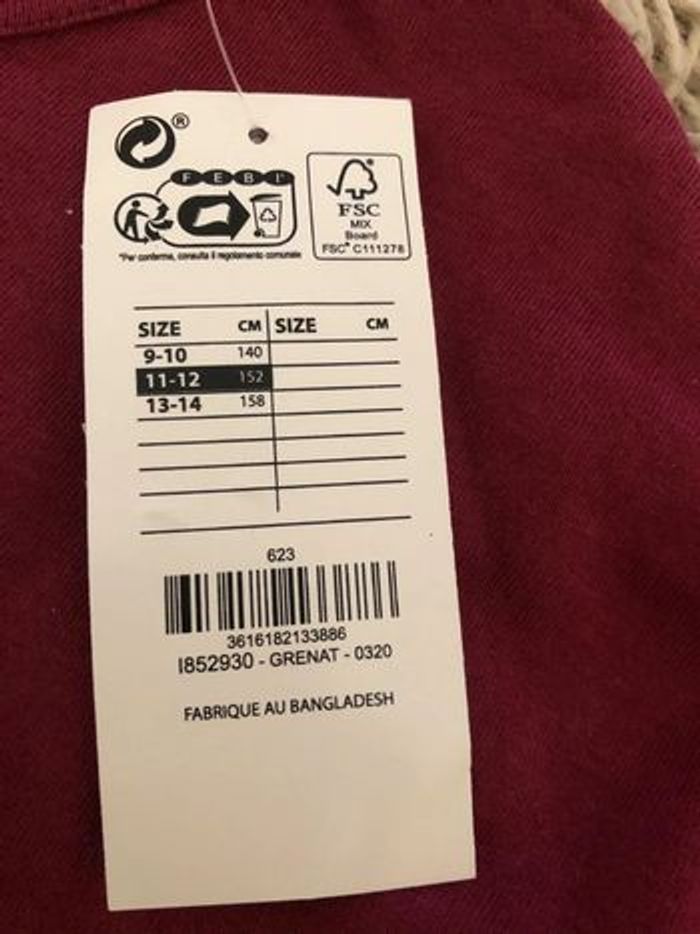 ®
FEBI®
FSC®
MIX
Board
FSC® C111278
*Per conferma, consulta il regolamento comunale
SIZE CM SIZE CM
9-10 140
11-12 152
13-14 158
623
3616182133886
I852930 - GRENAT - 0320
FABRIQUE AU BANGLADESH